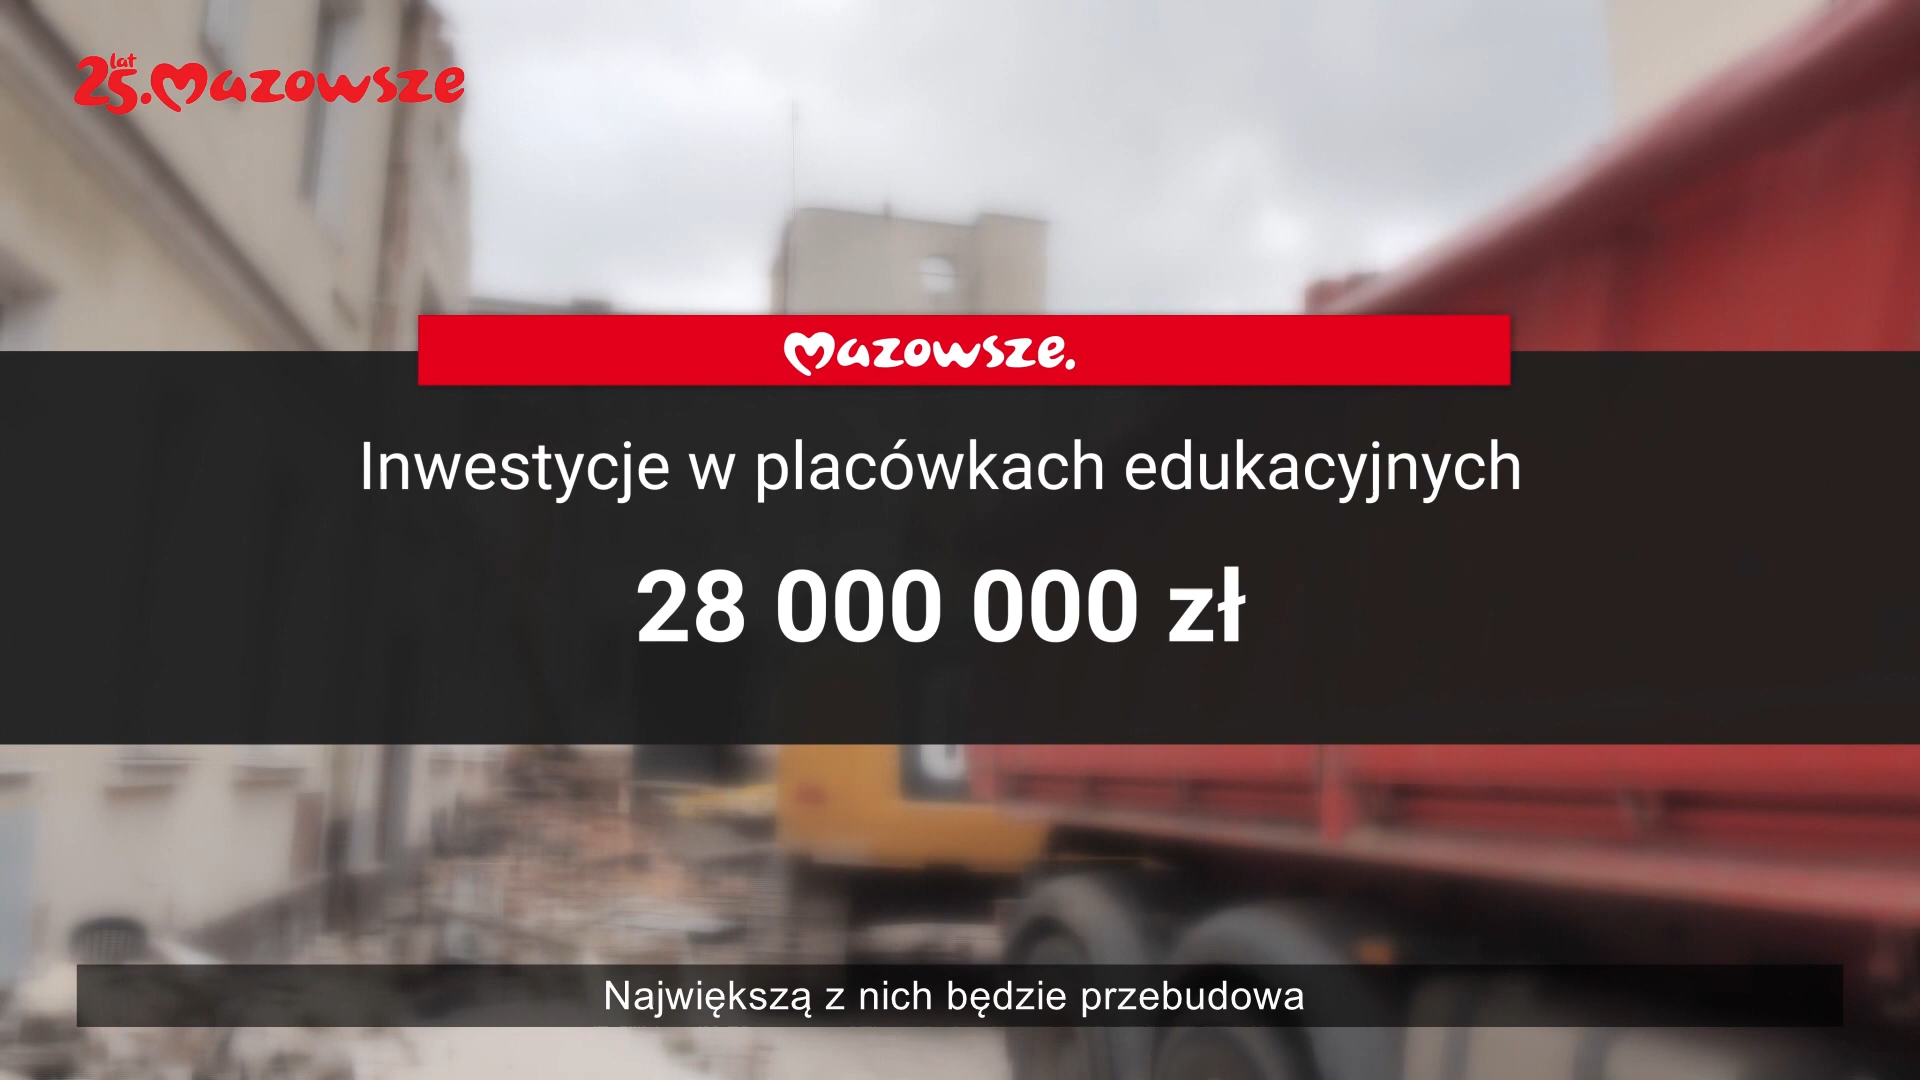 25 lat. Mazowsze
Mazowsze.
Inwestycje w placówkach edukacyjnych
28 000 000 zł
Największą z nich będzie przebudowa